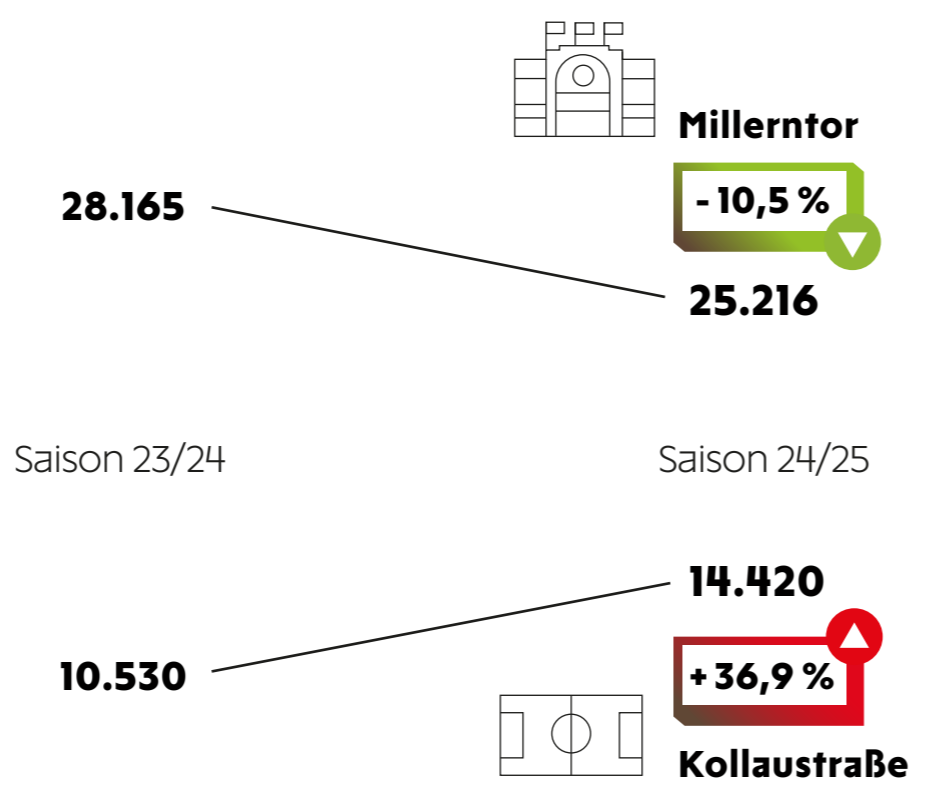 Millerntor
28.165
- 10,5 %
25.216
Saison 23/24
Saison 24/25
14.420
10.530
+ 36,9 %
Kollaustraße